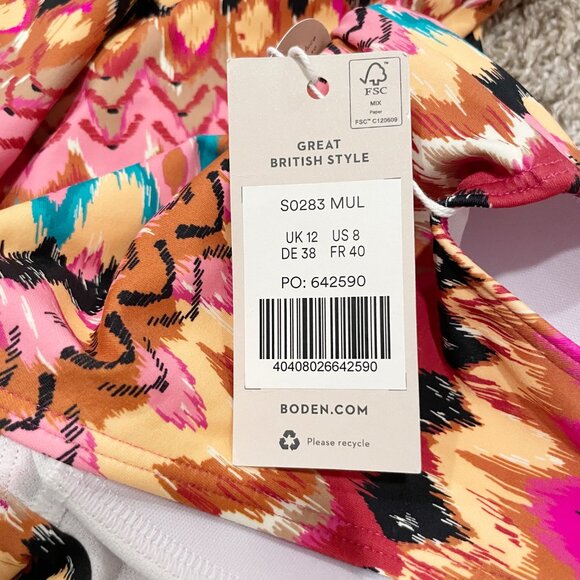 FSC
MIX
Paper
FSC™ C120609
GREAT
BRITISH STYLE
S0283 MUL
UK 12 US 8
DE 38 FR 40
PO: 642590
40408026642590
BODEN.COM
Please recycle